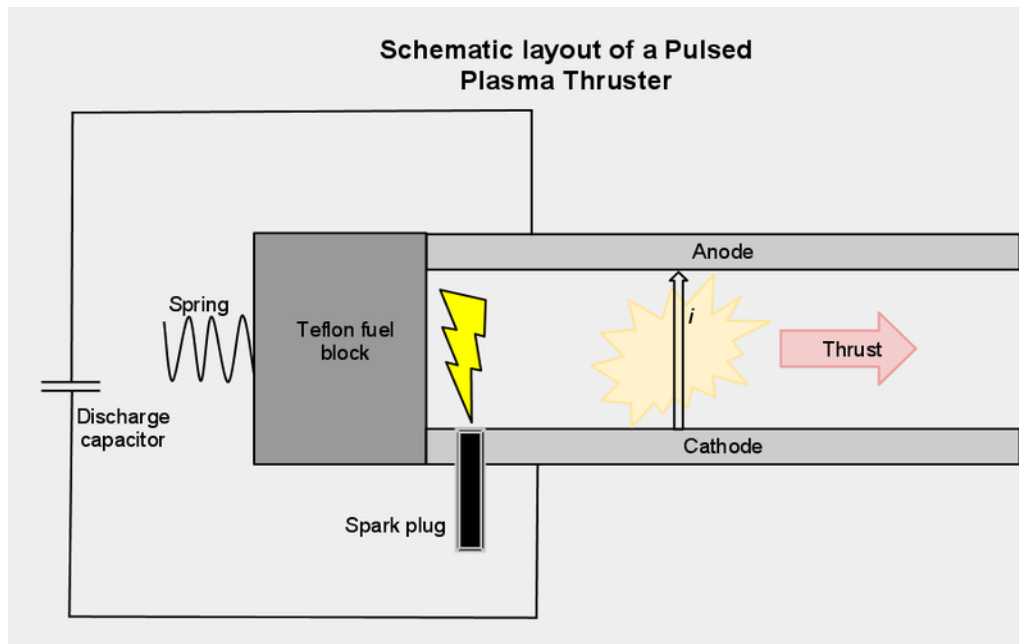 Schematic layout of a Pulsed
Plasma Thruster
Anode
Spring
Teflon fuel
block
i
Thrust
Discharge
capacitor
Cathode
Spark plug